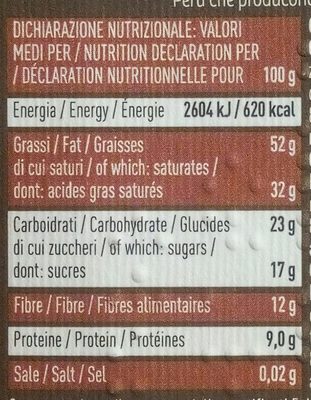 Perù che producono
DICHIARAZIONE NUTRIZIONALE: VALORI
MEDI PER / NUTRITION DECLARATION PER
/ DÉCLARATION NUTRITIONNELLE POUR 100 g
Energia / Energy / Énergie 2604 kJ / 620 kcal
Grassi / Fat / Graisses 52 g
di cui saturi / of which: saturates /
dont: acides gras saturés 32 g
Carboidrati / Carbohydrate / Glucides 23 g
di cui zuccheri / of which: sugars /
dont: sucres 17 g
Fibre / Fibre / Fibres alimentaires 12 g
Proteine / Protein / Protéines 9,0 g
Sale / Salt / Sel 0,02 g